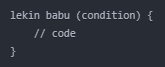 lekin babu (condition) {
    // code
}